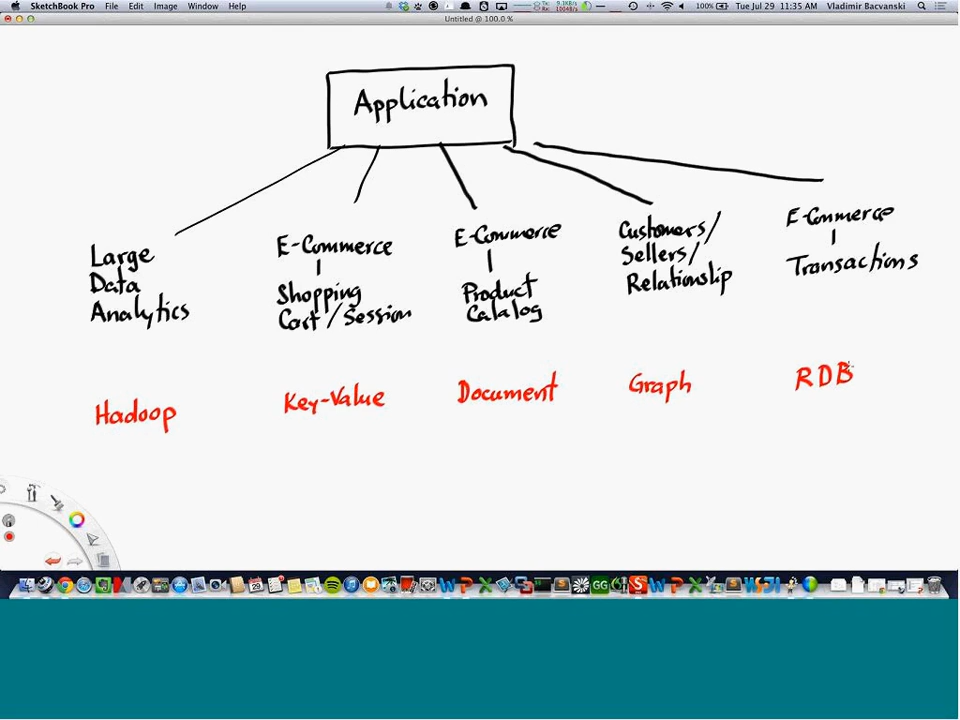 SketchBook Pro File Edit Image Window Help
100% Tue Jul 29 11:35 AM Vladimir Bacvanski
Untitled @ 100.0 %
Application
Large
Data
Analytics
E-Commerce
Shopping
Cart/Session
E-Commerce
Product
Catalog
Customers/
Sellers/
Relationship
E-Commerce
Transactions
Hadoop
Key-Value
Document
Graph
RDB